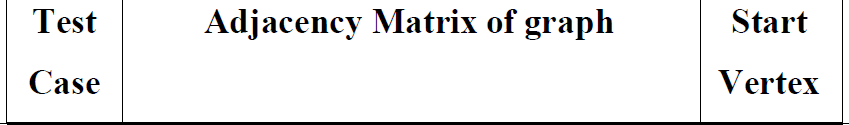 Test Case
Adjacency Matrix of graph
Start Vertex